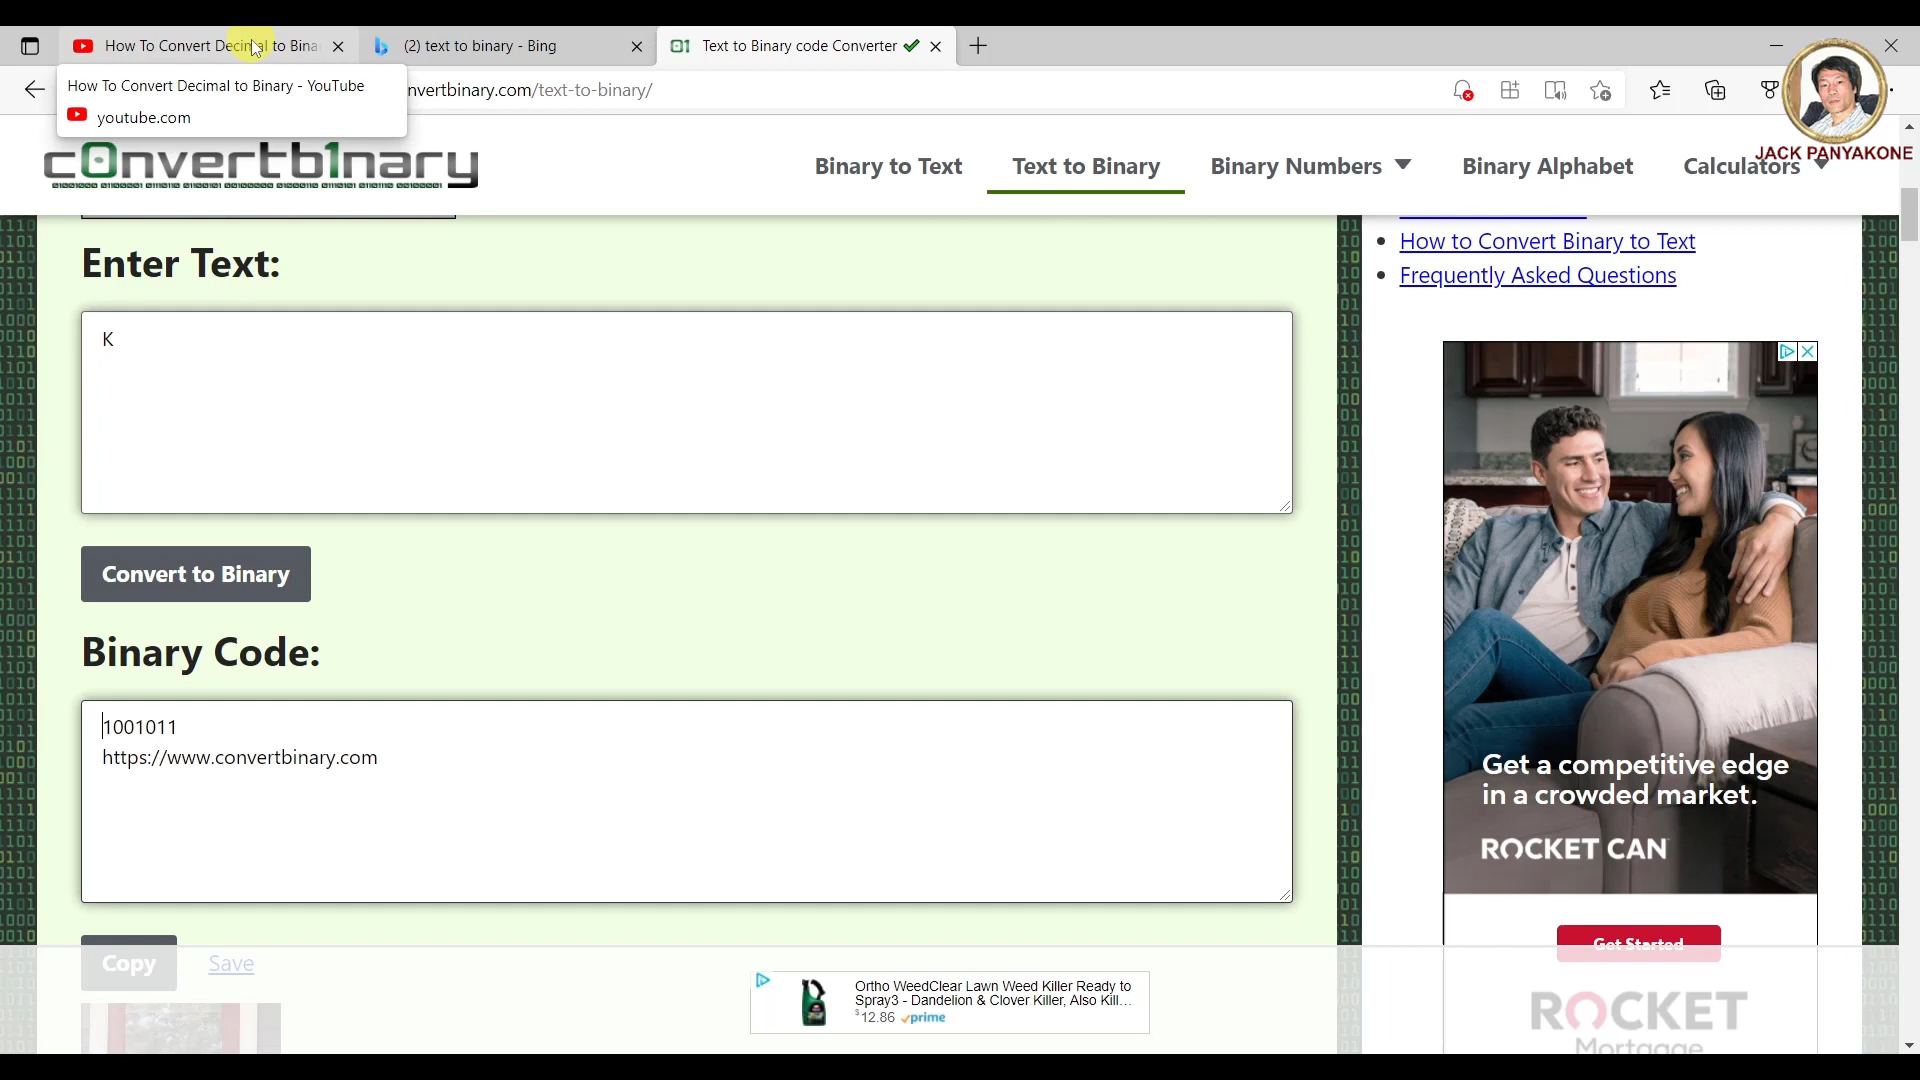 How To Convert Decimal to Bina
(2) text to binary - Bing
Text to Binary code Converter
How To Convert Decimal to Binary - YouTube
youtube.com
nvertbinary.com/text-to-binary/
JACK PANYAKONE
c0nvertb1nary
Binary to Text
Text to Binary
Binary Numbers
Binary Alphabet
Calculators
Enter Text:
K
Convert to Binary
Binary Code:
1001011
https://www.convertbinary.com
Copy
Save
How to Convert Binary to Text
Frequently Asked Questions
Get a competitive edge
in a crowded market.
ROCKET CAN
Get Started
ROCKET
Mortgage
Ortho WeedClear Lawn Weed Killer Ready to
Spray3 - Dandelion & Clover Killer, Also Kill...
$12.86 prime